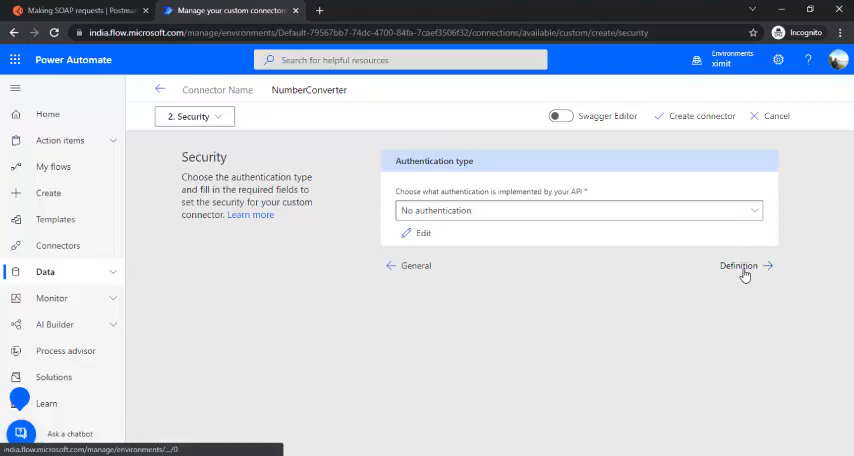 Making SOAP requests | Postma
Manage your custom connector
india.flow.microsoft.com/manage/environments/Default-79567bb7-74dc-4700-84fa-7caef3506f32/connections/available/custom/create/security
Incognito
Power Automate
Search for helpful resources
Environments
ximit
Connector Name
NumberConverter
2. Security
Swagger Editor
Create connector
Cancel
Home
Action items
My flows
Create
Templates
Connectors
Data
Monitor
AI Builder
Process advisor
Solutions
Learn
Ask a chatbot
Security
Choose the authentication type
and fill in the required fields to
set the security for your custom
connector. Learn more
Authentication type
Choose what authentication is implemented by your API *
No authentication
Edit
General
Definition
india.flow.microsoft.com/manage/environments/.../0